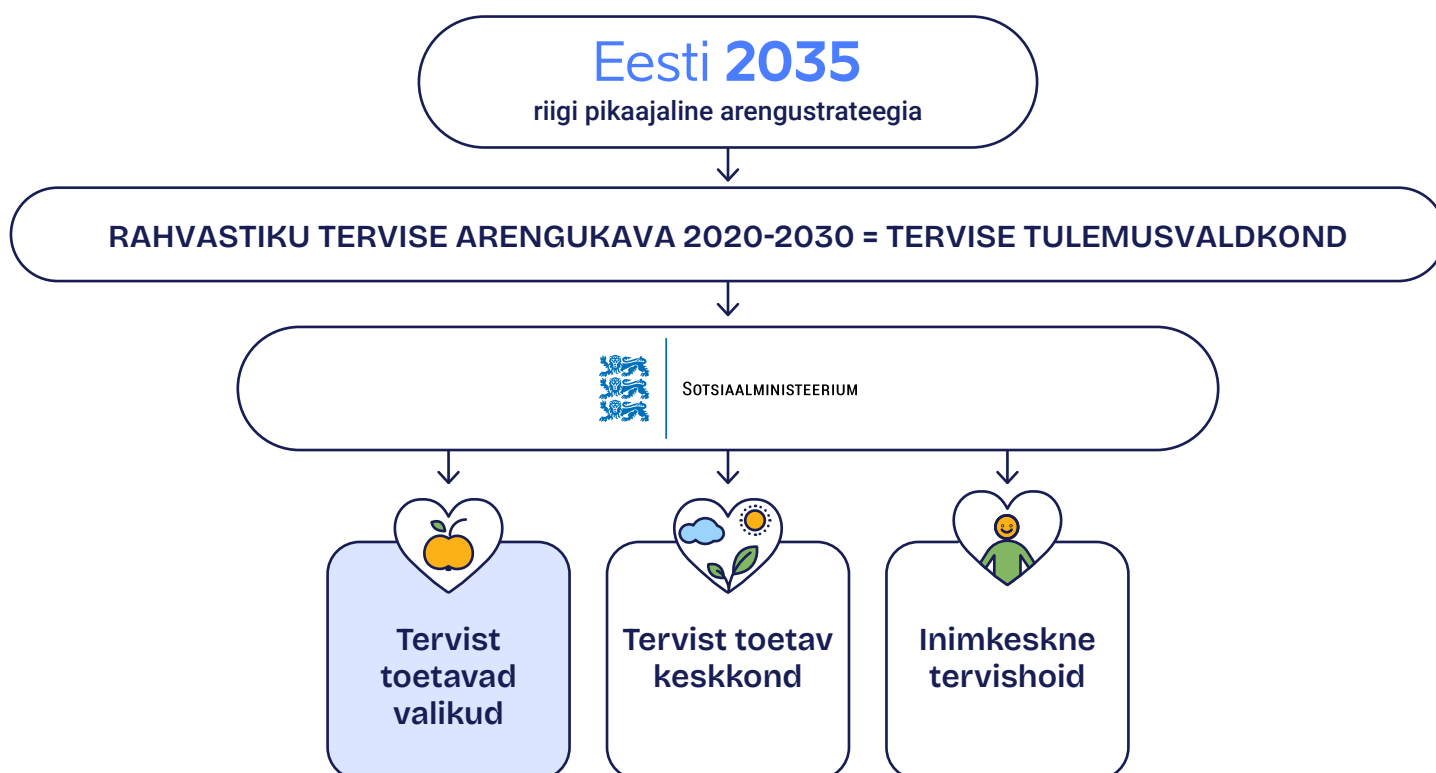 Eesti 2035
riigi pikaajaline arengustrateegia
RAHVASTIKU TERVISE ARENGUKAVA 2020-2030 = TERVISE TULEMUSVALDKOND
SOTSIAALMINISTEERIUM
Tervist
toetavad
valikud
Tervist toetav
keskkond
Inimkeskne
tervishoid